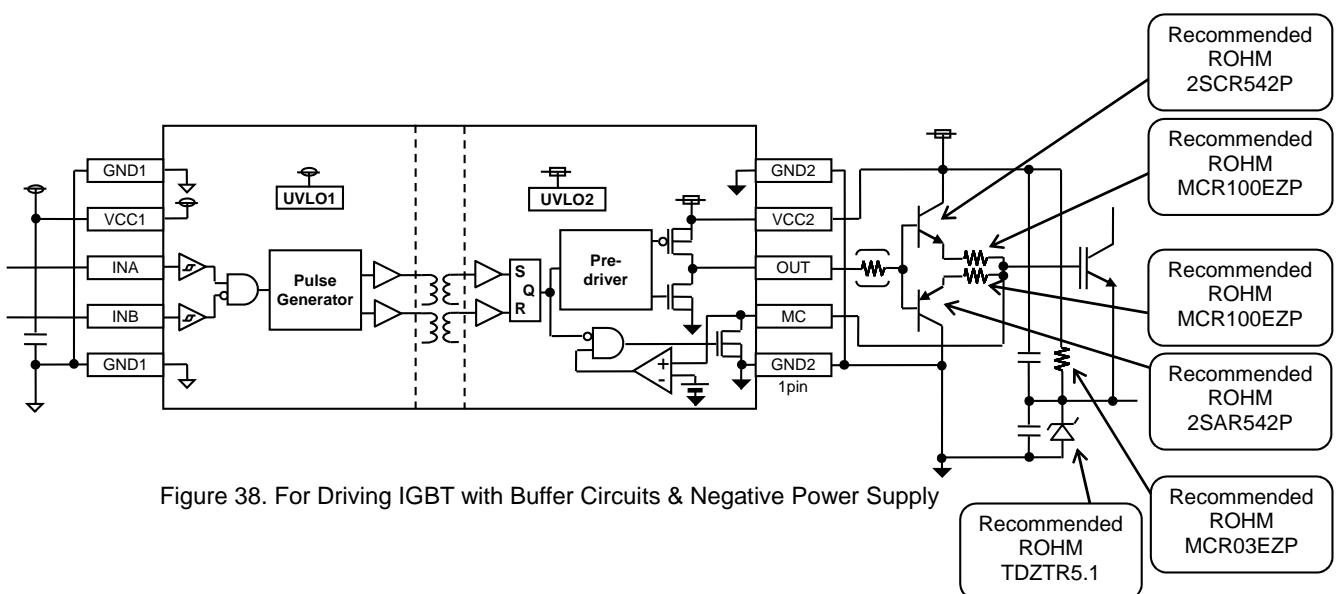 Recommended
ROHM
2SCR542P
Recommended
ROHM
MCR100EZP
Recommended
ROHM
MCR100EZP
Recommended
ROHM
2SAR542P
Recommended
ROHM
MCR03EZP
Recommended
ROHM
TDZTR5.1
GND1
VCC1
INA
INB
GND1
UVLO1
Pulse
Generator
UVLO2
S
Q
R
Pre-
driver
+
-
GND2
VCC2
OUT
MC
GND2
1pin
Figure 38. For Driving IGBT with Buffer Circuits & Negative Power Supply